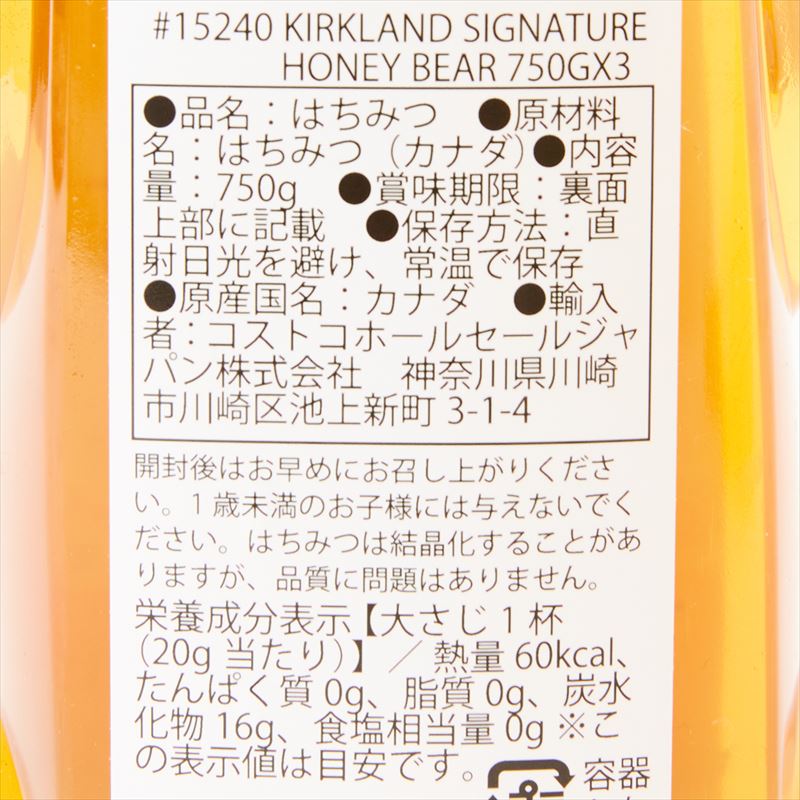 #15240 KIRKLAND SIGNATURE
HONEY BEAR 750GX3
●品名：はちみつ　●原材料
名：はちみつ（カナダ）●内容
量：750g　●賞味期限：裏面
上部に記載　●保存方法：直
射日光を避け、常温で保存
●原産国名：カナダ　●輸入
者：コストコホールセールジャ
パン株式会社　神奈川県川崎
市川崎区池上新町 3-1-4
開封後はお早めにお召し上がりくださ
い。1 歳未満のお子様には与えないでく
ださい。はちみつは結晶化することがあ
りますが、品質に問題はありません。
栄養成分表示【大さじ 1 杯
（20g 当たり）】／熱量 60kcal、
たんぱく質 0g、脂質 0g、炭水
化物 16g、食塩相当量 0g ※こ
の表示値は目安です。
プラ 容器